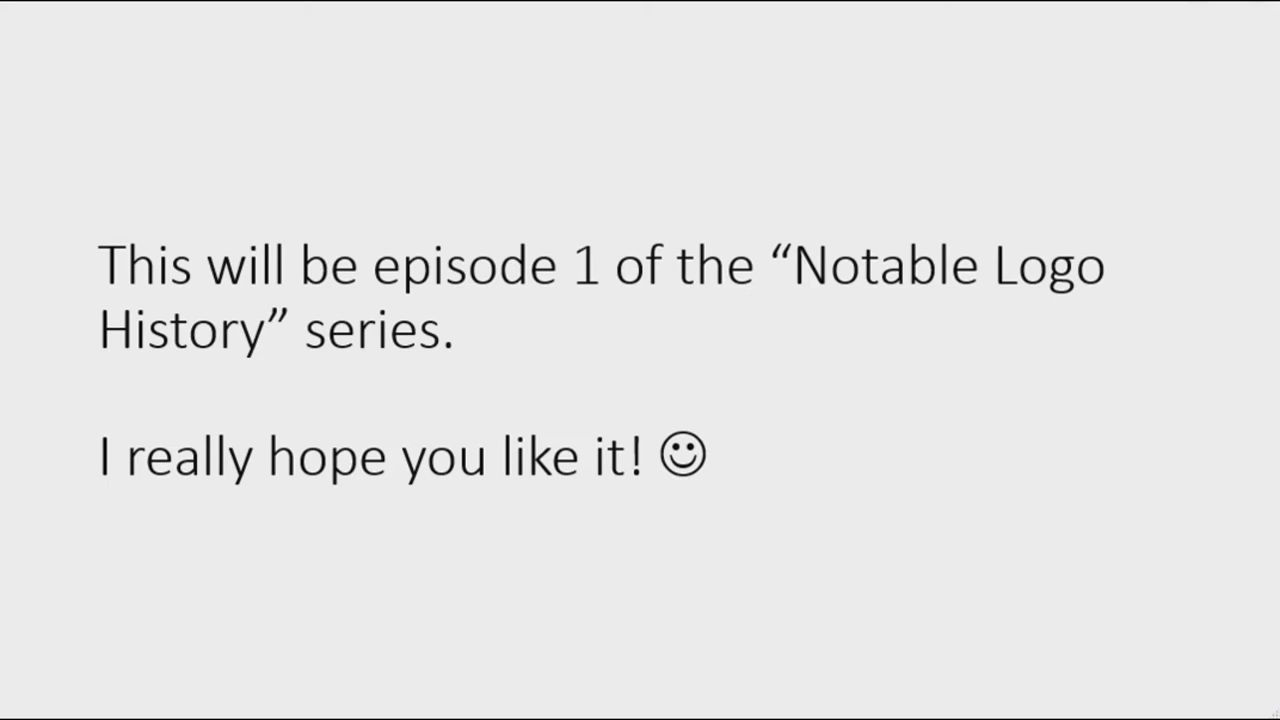 This will be episode 1 of the “Notable Logo
History” series.
I really hope you like it! ☺